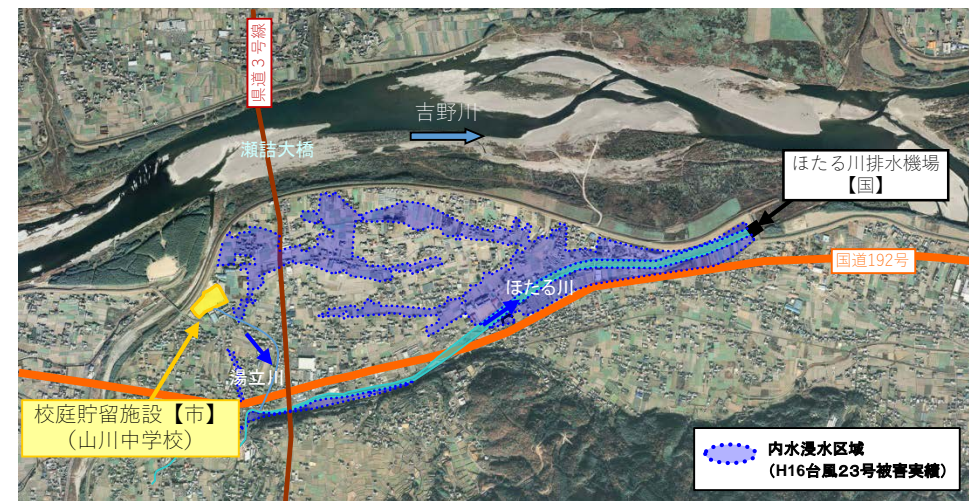 県道３号線
吉野川
瀬詰大橋
ほたる川排水機場
【国】
国道192号
ほたる川
湯立川
校庭貯留施設【市】
（山川中学校）
内水浸水区域
（H16台風23号被害実績）